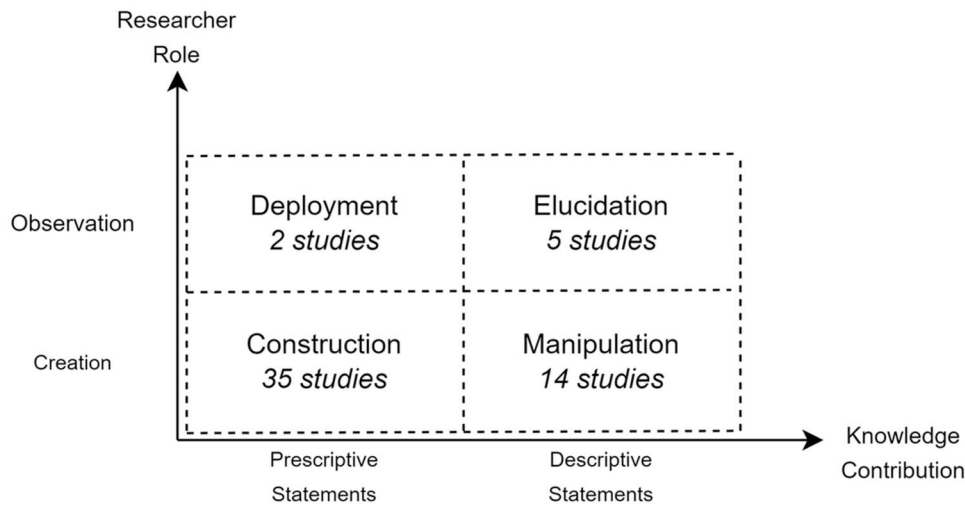 Researcher
Role
Observation
Deployment
2 studies
Elucidation
5 studies
Creation
Construction
35 studies
Manipulation
14 studies
Prescriptive
Statements
Descriptive
Statements
Knowledge
Contribution